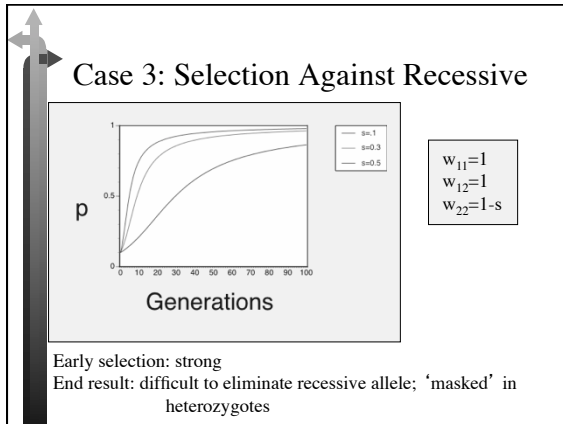 Case 3: Selection Against Recessive
1
0.5
0
p
0 10 20 30 40 50 60 70 80 90 100
Generations
s=.1
s=0.3
s=0.5
w₁₁=1
w₁₂=1
w₂₂=1-s
Early selection: strong
End result: difficult to eliminate recessive allele; ‘masked’ in
heterozygotes